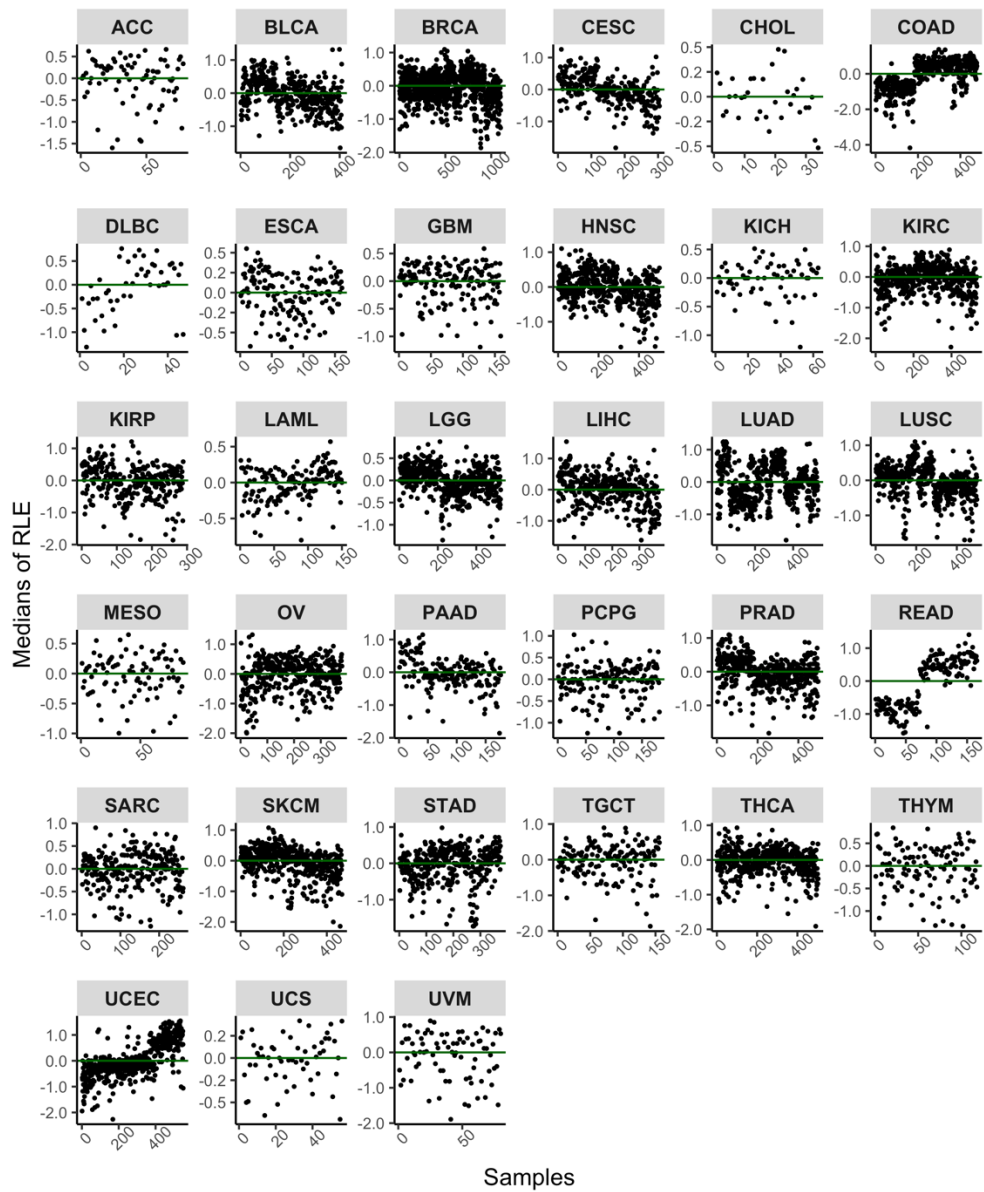 ACC BLCA BRCA CESC CHOL COAD
0.5 0.0 -0.5 -1.0 -1.5
1.0 0.0 -1.0
1.0 0.0 -1.0 -2.0
1.0 0.0 -1.0
0.5 0.2 0.0 -0.2 -0.5
0.0 -2.0 -4.0
0 50
0 200 400
0 500 1000
0 100 200 300
0 10 20 30
0 200 400
DLBC ESCA GBM HNSC KICH KIRC
0.5 0.0 -0.5 -1.0
0.5 0.2 0.0 -0.2 -0.5
0.5 0.0 -0.5 -1.0
1.0 0.0 -1.0
0.5 0.0 -0.5 -1.0
1.0 0.0 -1.0 -2.0
0 20 40
0 50 100 150
0 50 100 150
0 200 400
0 20 40 60
0 200 400
KIRP LAML LGG LIHC LUAD LUSC
1.0 0.0 -1.0 -2.0
0.5 0.0 -0.5
0.5 0.0 -0.5 -1.0
1.0 0.0 -1.0
1.0 0.0 -1.0
1.0 0.0 -1.0
0 100 200 300
0 50 100 150
0 200 400
0 100 200 300
0 200 400
0 200 400
Medians of RLE
MESO OV PAAD PCPG PRAD READ
0.5 0.0 -0.5 -1.0
1.0 0.0 -1.0 -2.0
1.0 0.0 -1.0 -2.0
1.0 0.5 0.0 -0.5 -1.0
1.0 0.0 -1.0
1.0 0.0 -1.0
0 50
0 100 200 300
0 50 100 150
0 50 100 150
0 200 400
0 50 100 150
SARC SKCM STAD TGCT THCA THYM
1.0 0.5 0.0 -0.5 -1.0
1.0 0.0 -1.0 -2.0
1.0 0.0 -1.0
1.0 0.0 -1.0 -2.0
1.0 0.0 -1.0 -2.0
0.5 0.0 -0.5 -1.0
0 100 200
0 200 400
0 100 200 300
0 50 100 150
0 200 400
0 50 100
UCEC UCS UVM
1.0 0.0 -1.0 -2.0
0.2 0.0 -0.2 -0.5
1.0 0.0 -1.0 -2.0
0 200 400
0 20 40
0 50
Samples